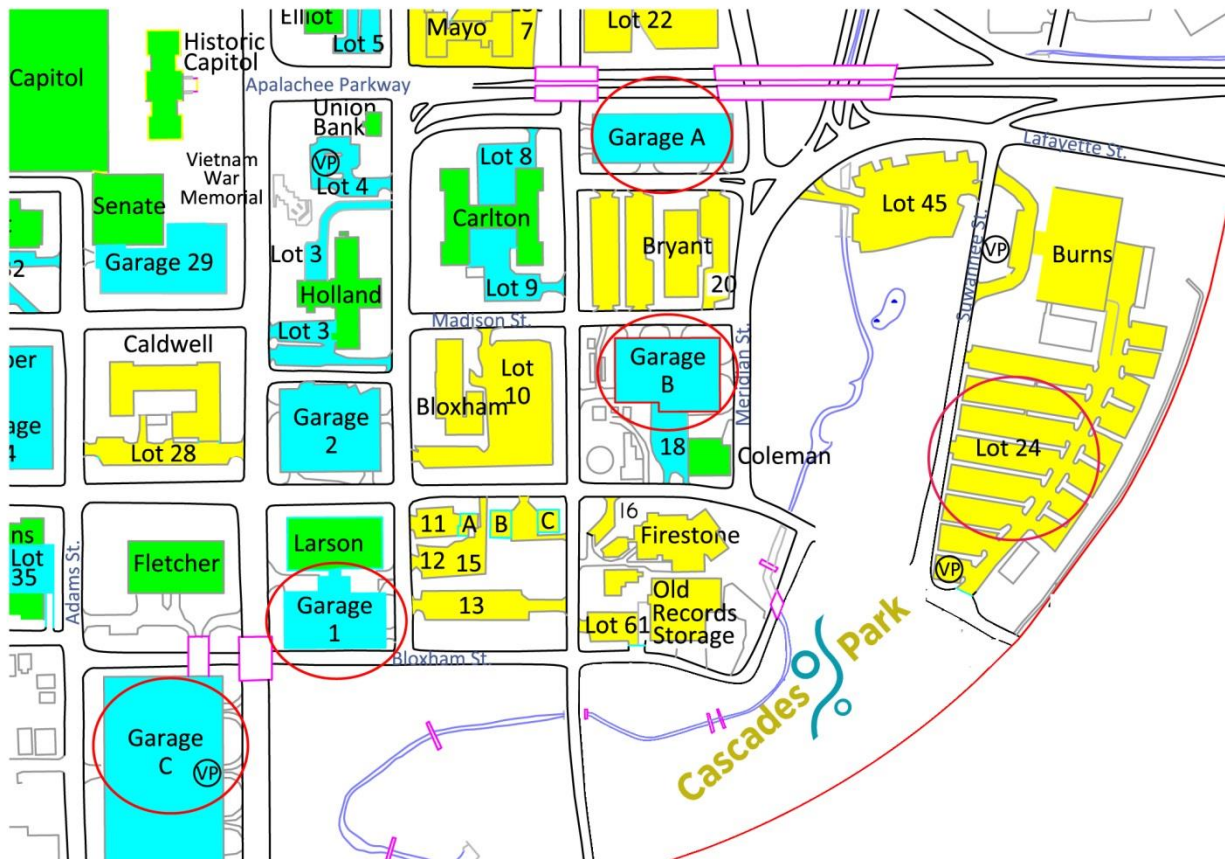 Elliot
Lot 5
Mayo
7
Lot 22
Historic
Capitol
Capitol
Apalachee Parkway
Union
Bank
VP
Lot 4
Vietnam
War
Memorial
Lot 8
Garage A
Lafayette St.
Senate
Garage 29
Lot 3
Carlton
Lot 9
Bryant
20
Lot 45
Suwannee St.
VP
Burns
Holland
Lot 3
Madison St.
Caldwell
Lot 28
Garage
2
Bloxham
Lot
10
Garage
B
18
Coleman
Meridian St.
Lot 24
VP
Adams St.
Lot
35
Fletcher
Larson
Garage
1
11
A
B
C
12
15
13
16
Firestone
Old
Records
Storage
Lot 61
Bloxham St.
Garage
C
VP
Cascades Park